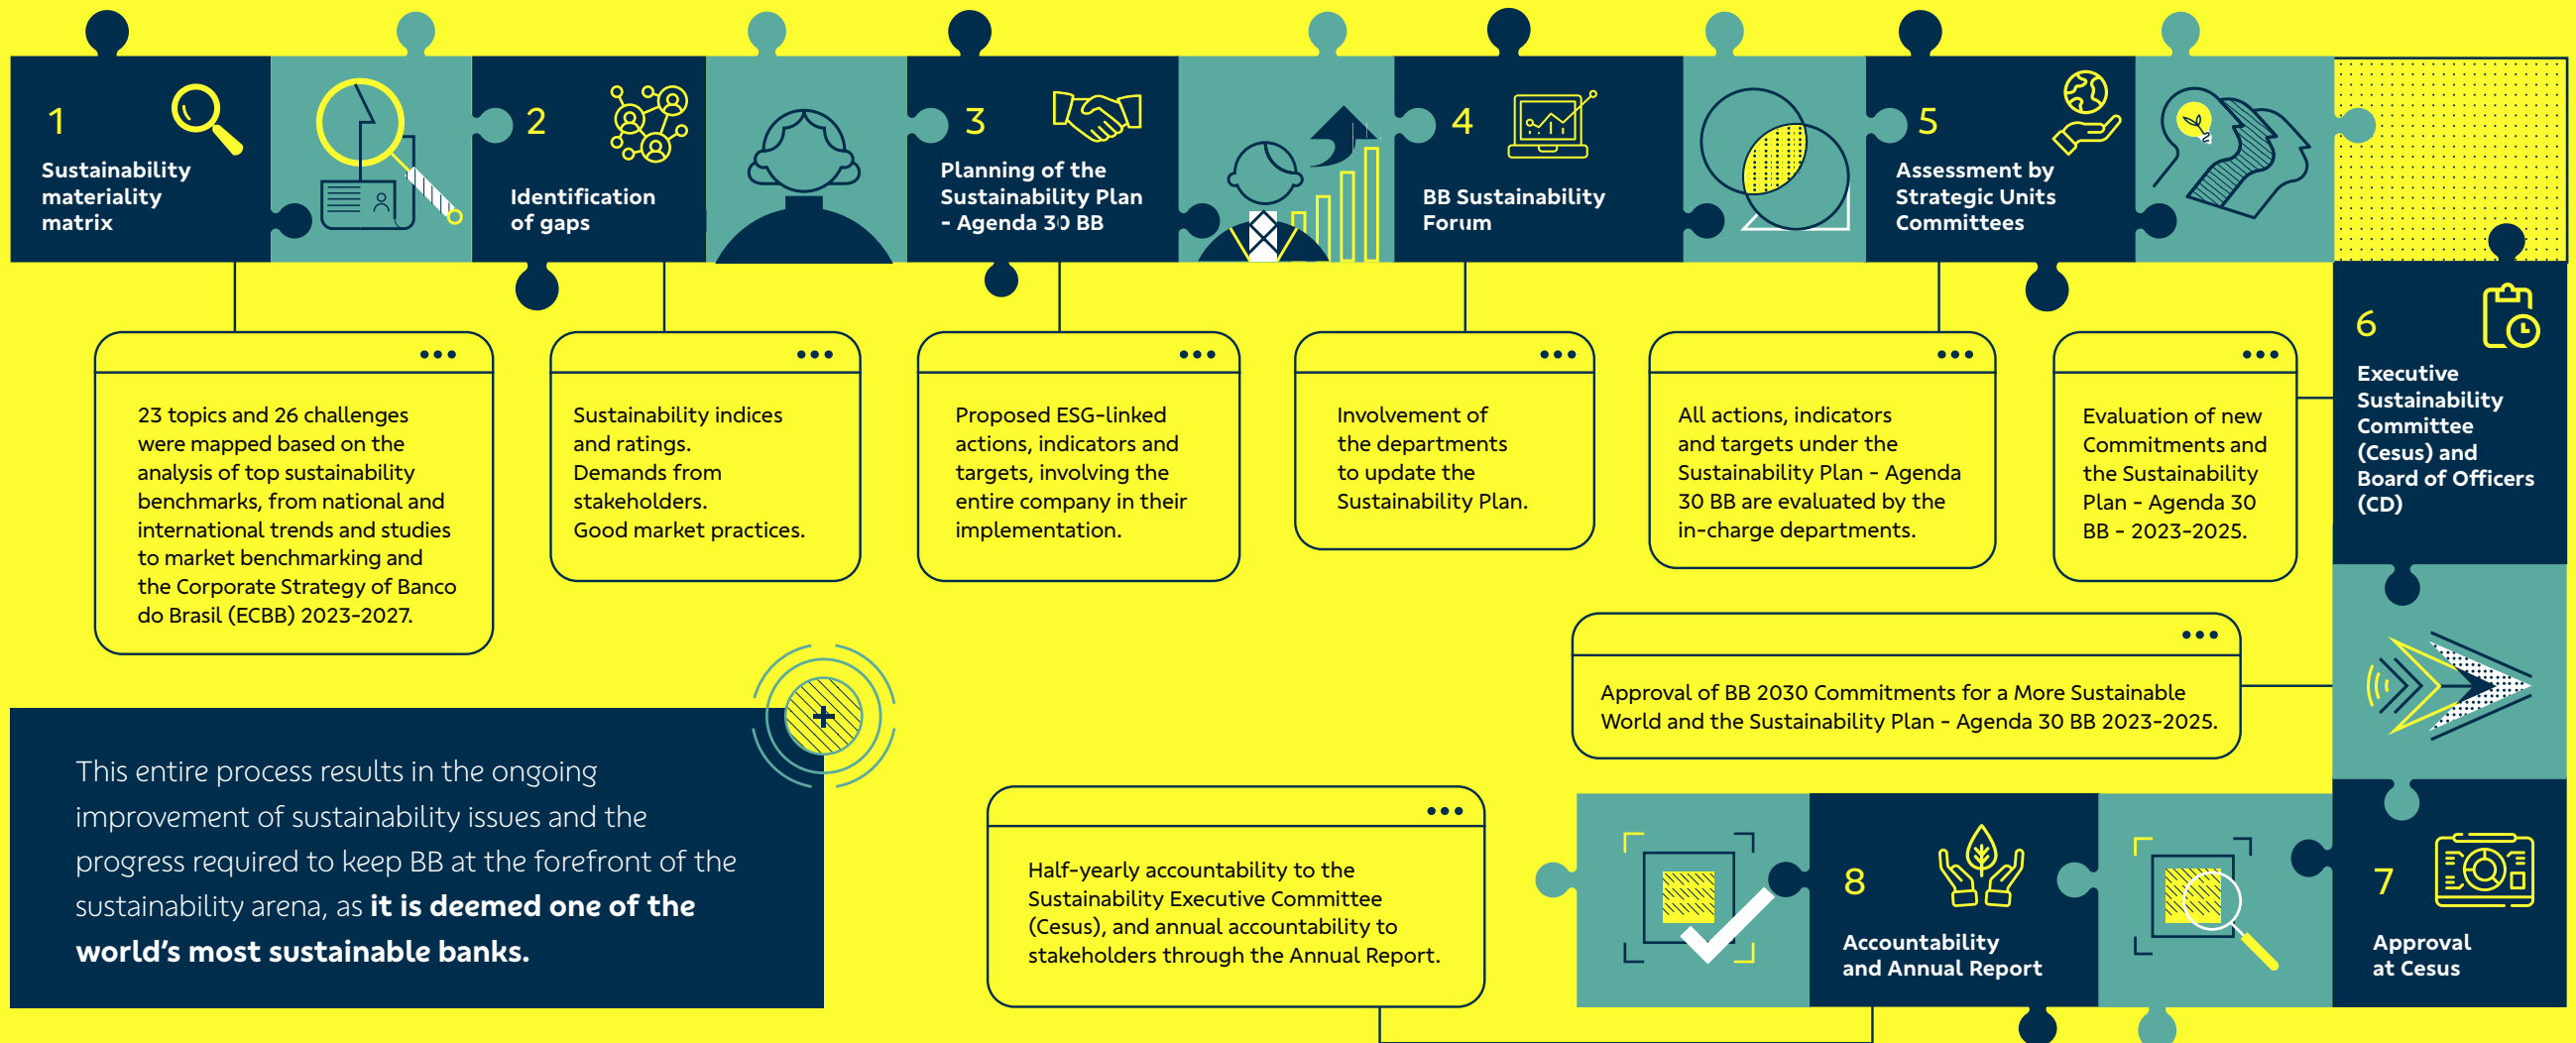 1
Sustainability
materiality
matrix
2
Identification
of gaps
3
Planning of the
Sustainability Plan
- Agenda 30 BB
4
BB Sustainability
Forum
5
Assessment by
Strategic Units
Committees
6
Executive
Sustainability
Committee
(Cesus) and
Board of Officers
(CD)
23 topics and 26 challenges
were mapped based on the
analysis of top sustainability
benchmarks, from national and
international trends and studies
to market benchmarking and
the Corporate Strategy of Banco
do Brasil (ECBB) 2023-2027.
Sustainability indices
and ratings.
Demands from
stakeholders.
Good market practices.
Proposed ESG-linked
actions, indicators and
targets, involving the
entire company in their
implementation.
Involvement of
the departments
to update the
Sustainability Plan.
All actions, indicators
and targets under the
Sustainability Plan - Agenda
30 BB are evaluated by the
in-charge departments.
Evaluation of new
Commitments and
the Sustainability
Plan - Agenda 30
BB - 2023-2025.
Approval of BB 2030 Commitments for a More Sustainable
World and the Sustainability Plan - Agenda 30 BB 2023-2025.
7
Approval
at Cesus
8
Accountability
and Annual Report
Half-yearly accountability to the
Sustainability Executive Committee
(Cesus), and annual accountability to
stakeholders through the Annual Report.
This entire process results in the ongoing
improvement of sustainability issues and the
progress required to keep BB at the forefront of the
sustainability arena, as it is deemed one of the
world's most sustainable banks.